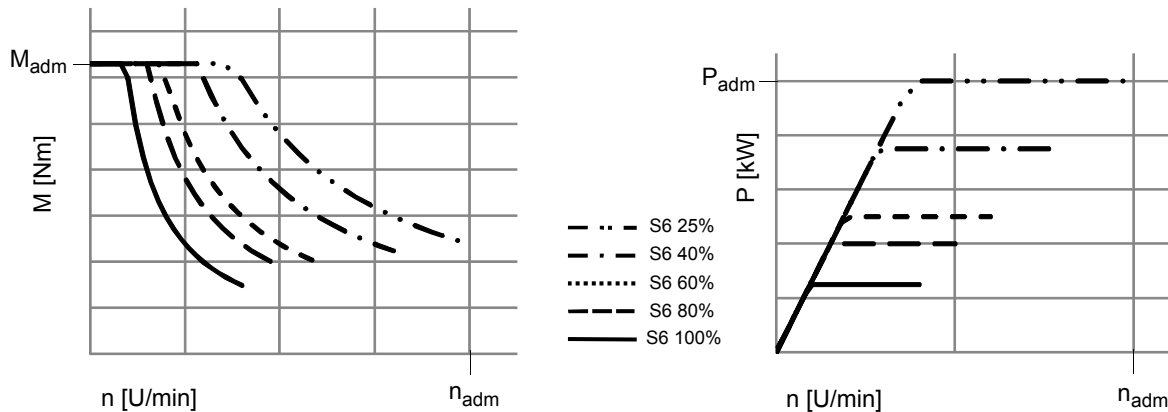 M_adm
M [Nm]
n [U/min]
n_adm
S6 25%
S6 40%
S6 60%
S6 80%
S6 100%
P_adm
P [kW]
n [U/min]
n_adm